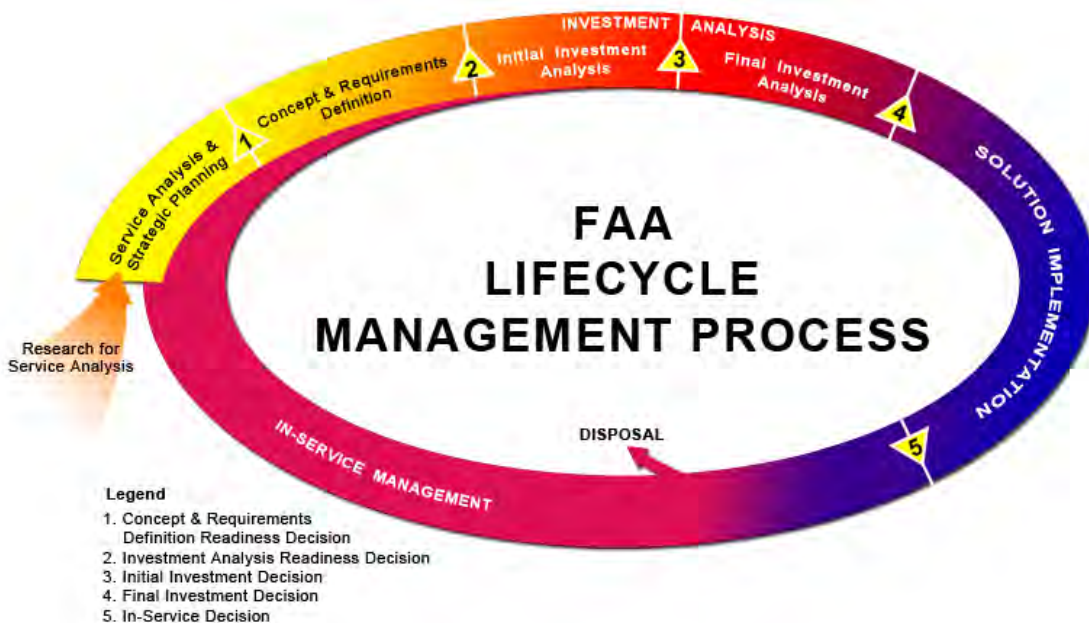 INVESTMENT ANALYSIS
Initial Investment
Analysis
Final Investment
Analysis
Concept & Requirements
Definition
Service Analysis &
Strategic Planning
1
2
3
4
5
SOLUTION IMPLEMENTATION
FAA
LIFECYCLE
MANAGEMENT PROCESS
Research for
Service Analysis
DISPOSAL
IN-SERVICE MANAGEMENT
Legend
1. Concept & Requirements
Definition Readiness Decision
2. Investment Analysis Readiness Decision
3. Initial Investment Decision
4. Final Investment Decision
5. In-Service Decision